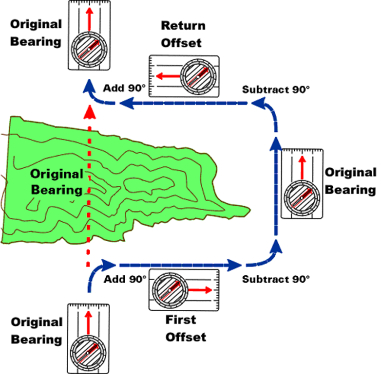 Original
Bearing
Return
Offset
Add 90°
Subtract 90°
Original
Bearing
Original
Bearing
Add 90°
Subtract 90°
Original
Bearing
First
Offset